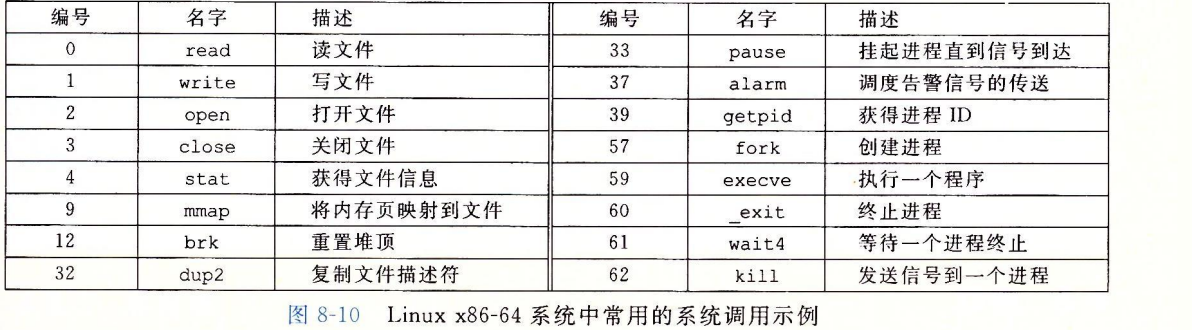 编号 名字 描述 编号 名字 描述
0 read 读文件 33 pause 挂起进程直到信号到达
1 write 写文件 37 alarm 调度告警信号的传送
2 open 打开文件 39 getpid 获得进程 ID
3 close 关闭文件 57 fork 创建进程
4 stat 获得文件信息 59 execve 执行一个程序
9 mmap 将内存页映射到文件 60 _exit 终止进程
12 brk 重置堆顶 61 wait4 等待一个进程终止
32 dup2 复制文件描述符 62 kill 发送信号到一个进程
图 8-10 Linux x86-64 系统中常用的系统调用示例